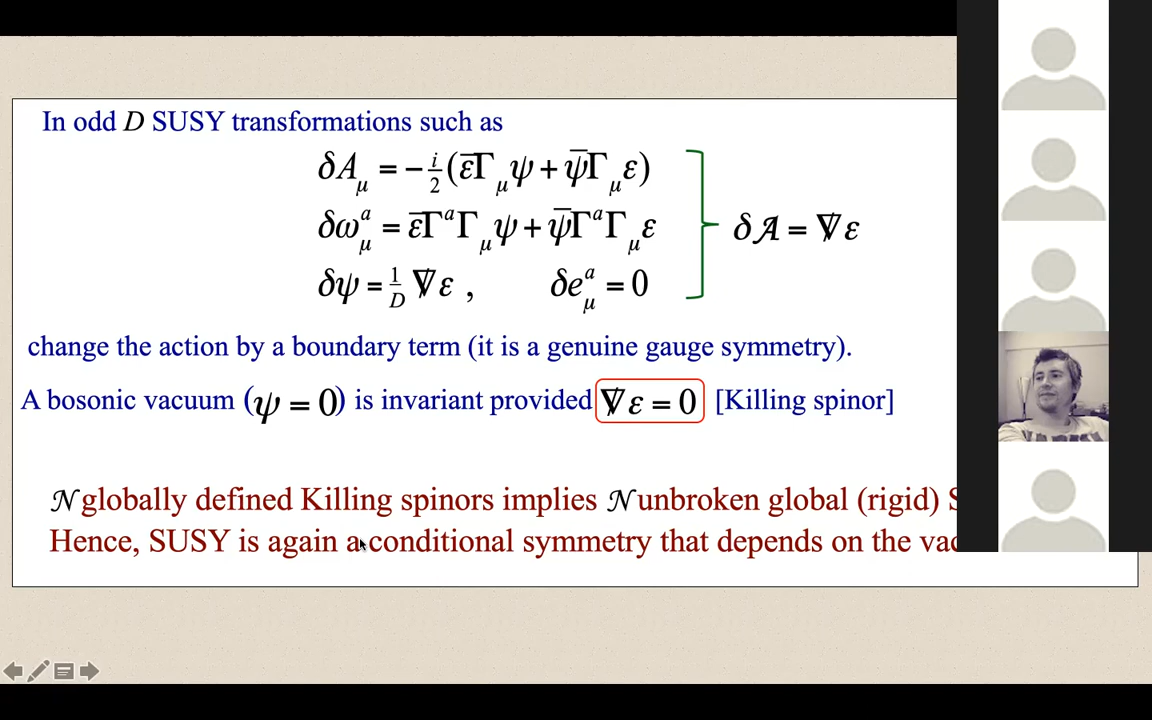 In odd D SUSY transformations such as
δA_μ = −i/2(ε̄Γ_μψ + ψ̄Γ_με)
δω^a_μ = ε̄Γ^aΓ_μψ + ψ̄Γ^aΓ_με
δ𝒜 = ∇̸ε
δψ = 1/D ∇̸ε , δe^a_μ = 0
change the action by a boundary term (it is a genuine gauge symmetry).
A bosonic vacuum (ψ = 0) is invariant provided ∇̸ε = 0 [Killing spinor]
𝒩 globally defined Killing spinors implies 𝒩 unbroken global (rigid)
Hence, SUSY is again a conditional symmetry that depends on the